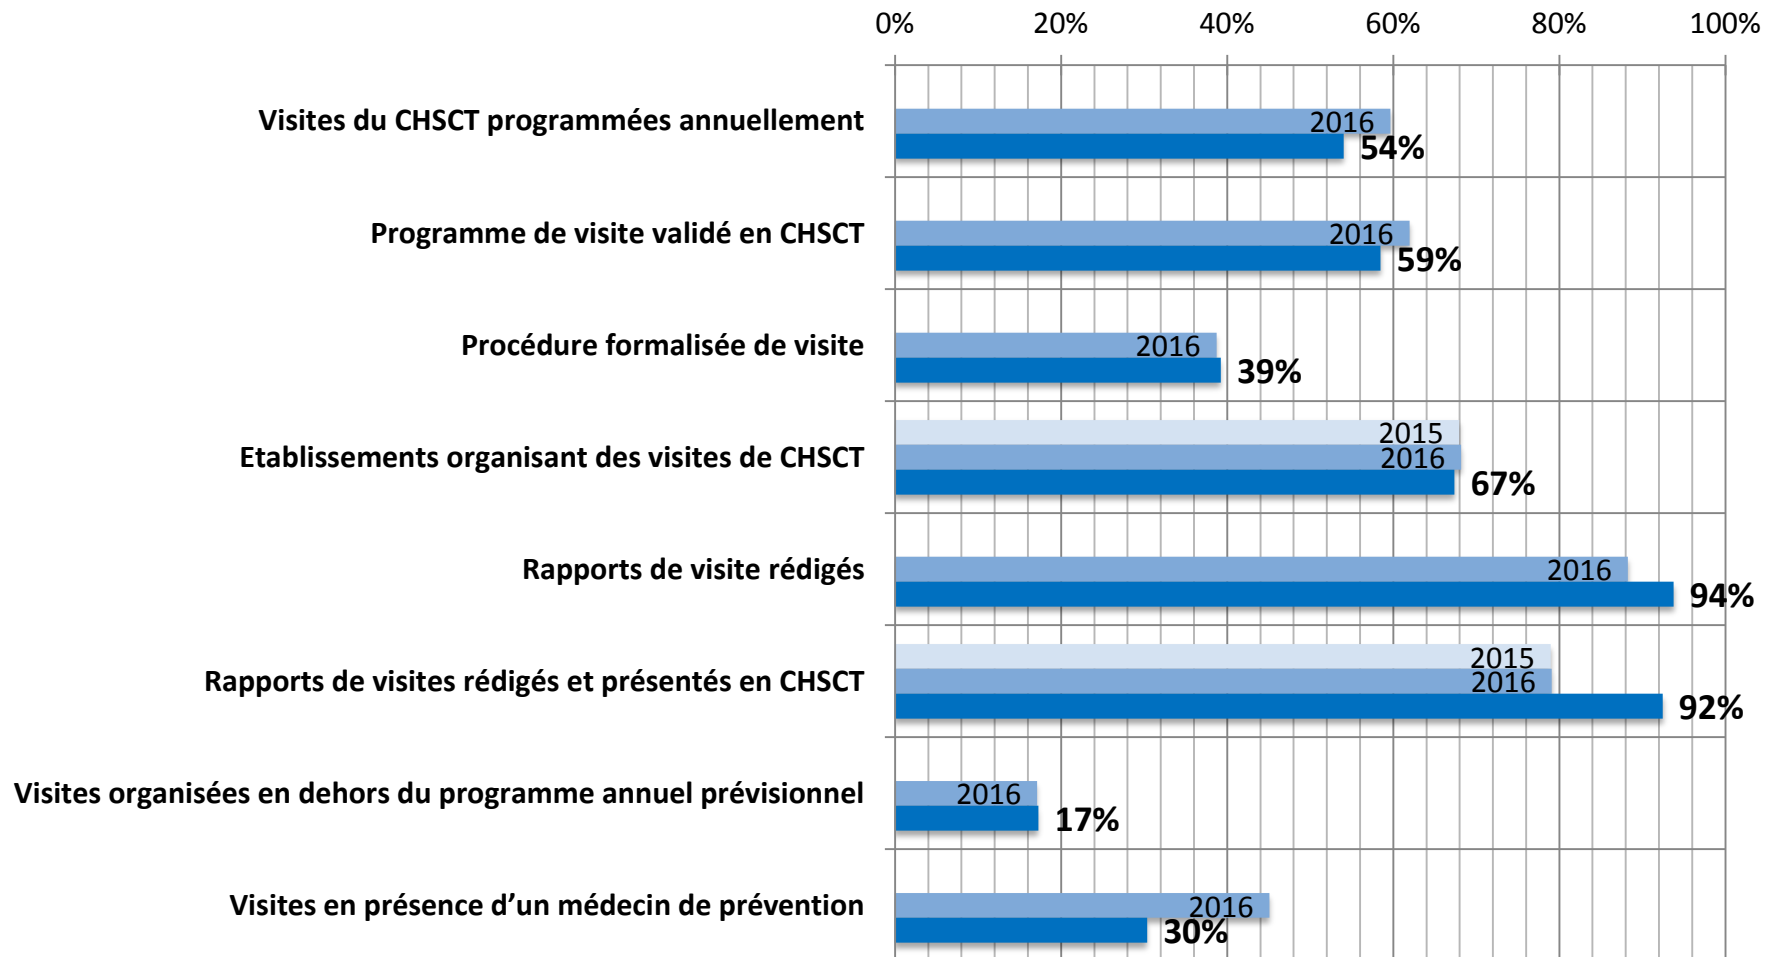 0% 20% 40% 60% 80% 100%
Visites du CHSCT programmées annuellement
2016
54%
Programme de visite validé en CHSCT
2016
59%
Procédure formalisée de visite
2016
39%
Etablissements organisant des visites de CHSCT
2015
2016
67%
Rapports de visite rédigés
2016
94%
Rapports de visites rédigés et présentés en CHSCT
2015
2016
92%
Visites organisées en dehors du programme annuel prévisionnel
2016
17%
Visites en présence d’un médecin de prévention
2016
30%